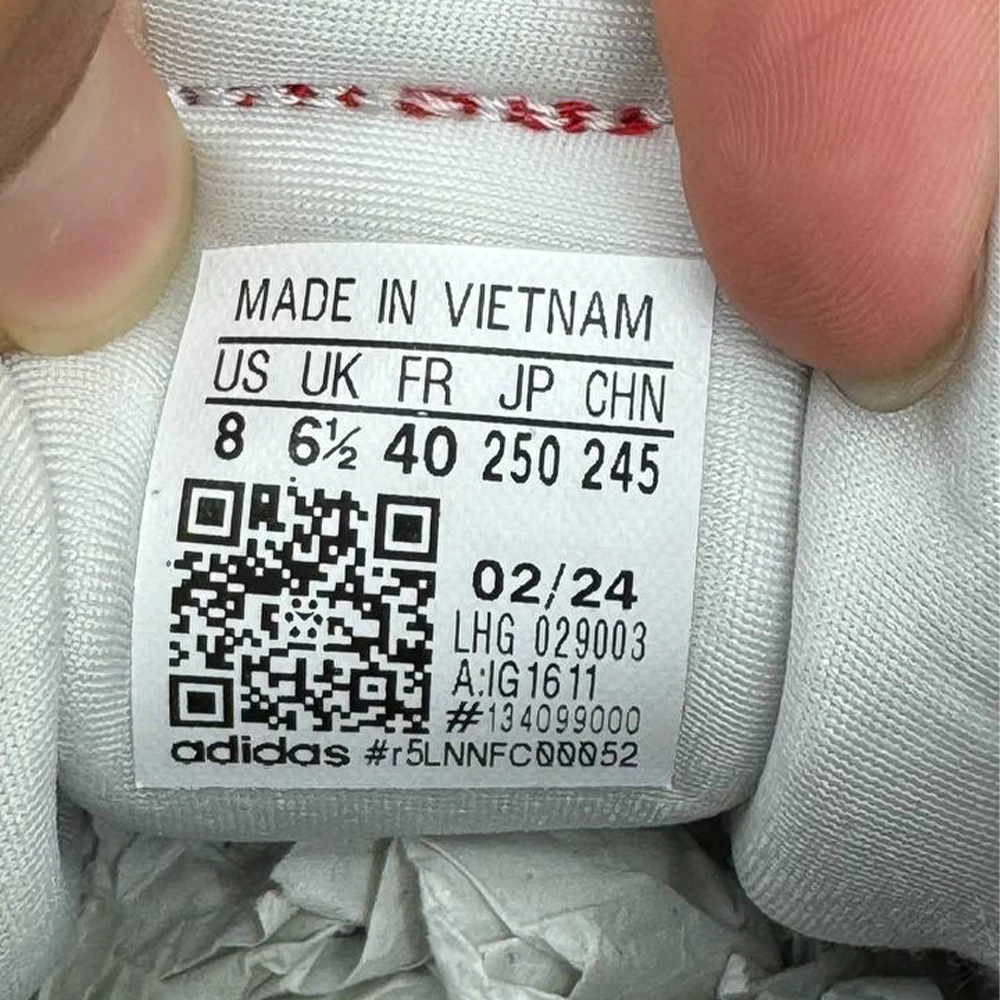 MADE IN VIETNAM
US UK FR JP CHN
8 6½ 40 250 245
02/24
LHG 029003
A:IG1611
#134099000
adidas #r5LNNFC00052